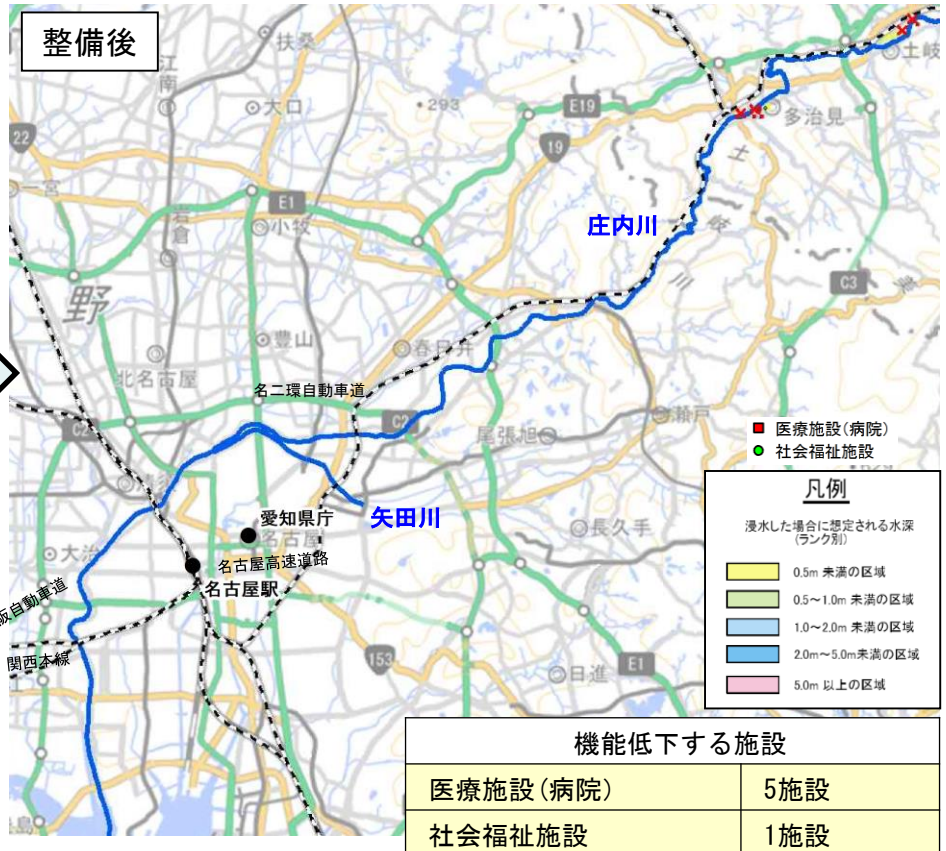 整備後
扶桑
江南
大口
・293
E19
土岐
多治見
22
19
一宮
E1
岩倉
小牧
土
岐
川
庄内川
C3
野
豊山
春日井
北名古屋
名二環自動車道
C2
C2
瀬戸
尾張旭
医療施設(病院)
社会福祉施設
矢田川
凡例
浸水した場合に想定される水深
(ランク別)
0.5m 未満の区域
0.5～1.0m 未満の区域
1.0～2.0m 未満の区域
2.0m～5.0m未満の区域
5.0m 以上の区域
愛知県庁
名古屋
長久手
大治
名古屋高速道路
名古屋駅
阪自動車道
関西本線
153
日進
E1
機能低下する施設
医療施設(病院) 5施設
社会福祉施設 1施設